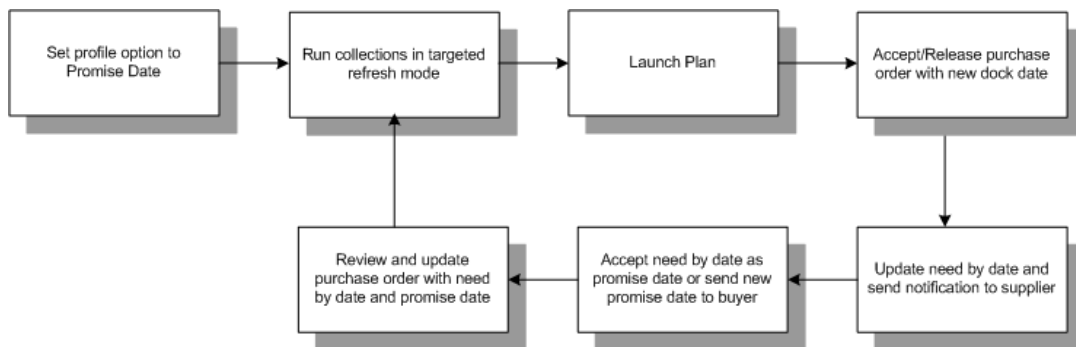 Set profile option to
Promise Date
Run collections in targeted
refresh mode
Launch Plan
Accept/Release purchase
order with new dock date
Update need by date and
send notification to supplier
Accept need by date as
promise date or send new
promise date to buyer
Review and update
purchase order with need
by date and promise date